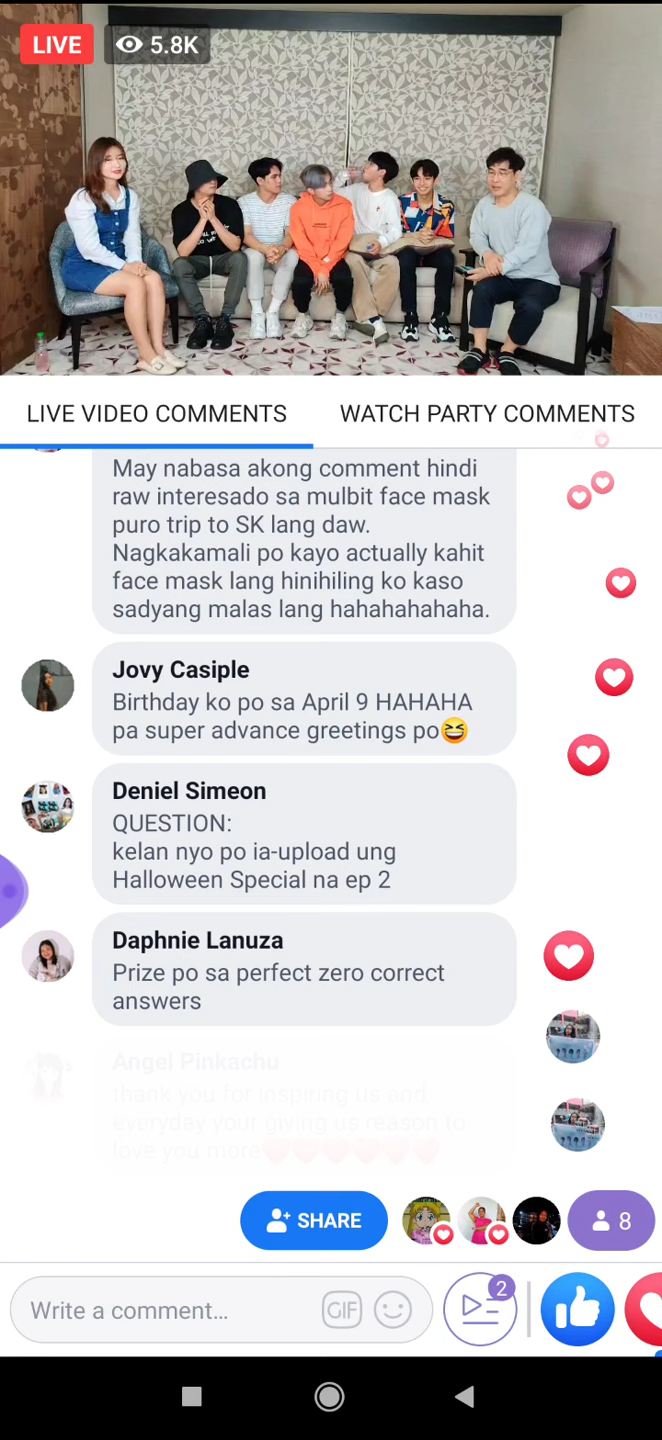 LIVE 5.8K
LIVE VIDEO COMMENTS WATCH PARTY COMMENTS
May nabasa akong comment hindi
raw interesado sa mulbit face mask
puro trip to SK lang daw.
Nagkakamali po kayo actually kahit
face mask lang hinihiling ko kaso
sadyang malas lang hahahahahaha.
Jovy Casiple
Birthday ko po sa April 9 HAHAHA
pa super advance greetings po😆
Deniel Simeon
QUESTION:
kelan nyo po ia-upload ung
Halloween Special na ep 2
Daphnie Lanuza
Prize po sa perfect zero correct
answers
Angel Pinkachu
thank you for inspiring us and
everyday your giving us reason to
love you more❤️❤️❤️❤️❤️❤️
SHARE 8
Write a comment... GIF 2